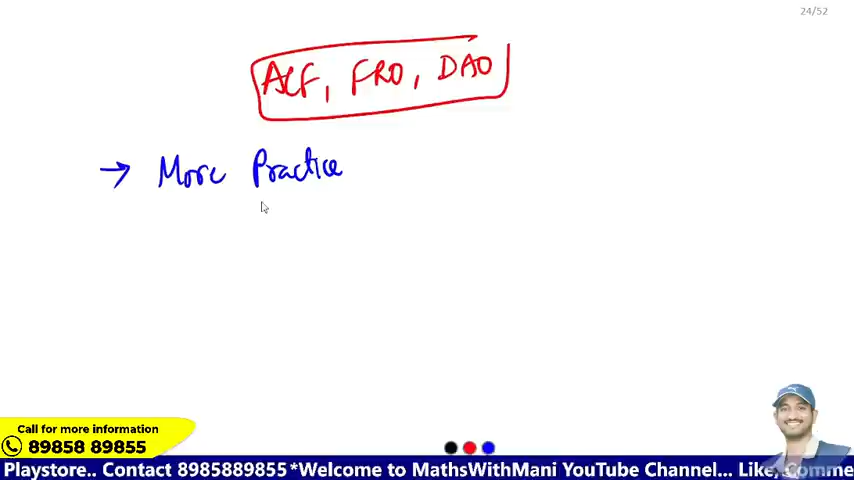 24/52
ACF, FRO, DAO
→ More Practice
Call for more information
89858 89855
Playstore.. Contact 8985889855*Welcome to MathsWithMani YouTube Channel... Like, Comme